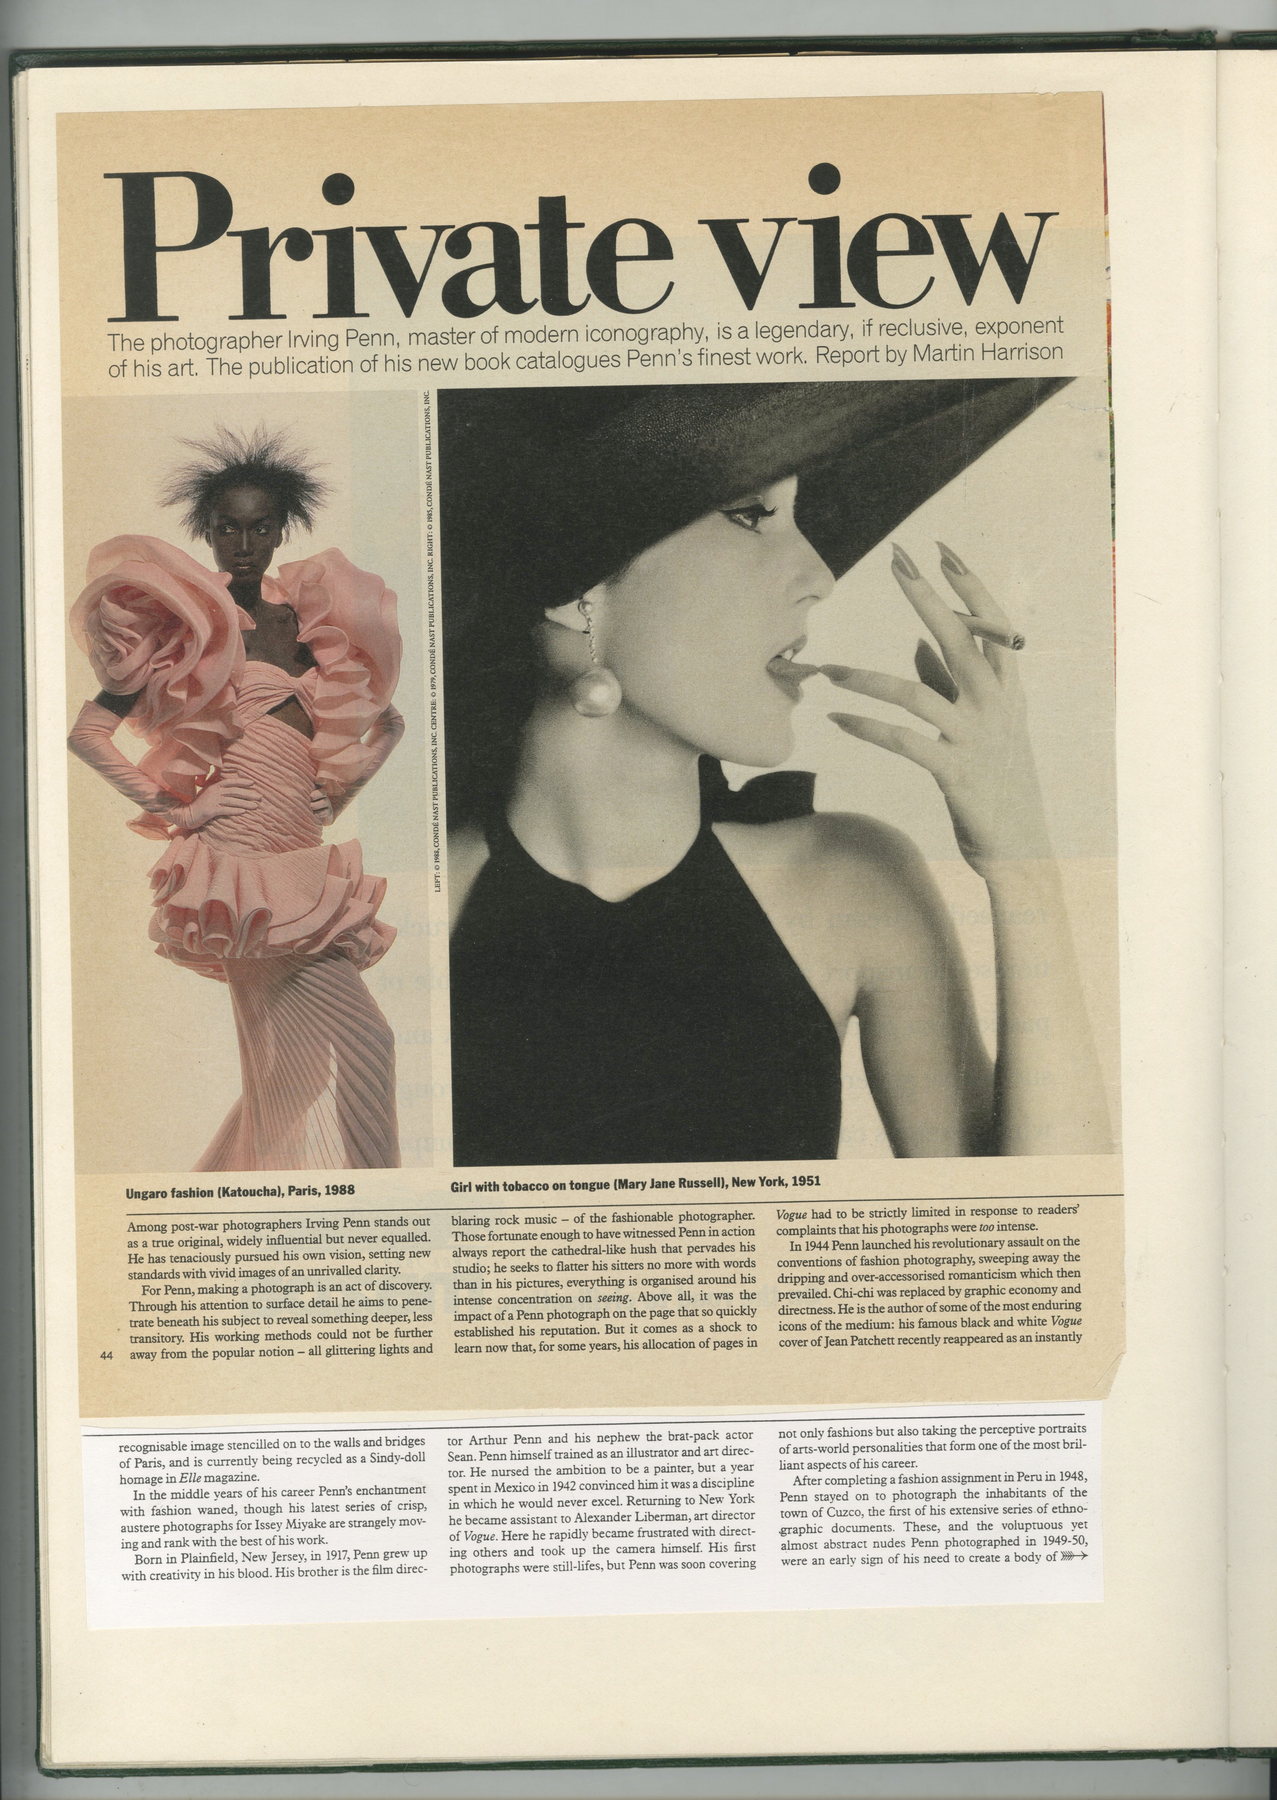 Private view
The photographer Irving Penn, master of modern iconography, is a legendary, if reclusive, exponent
of his art. The publication of his new book catalogues Penn's finest work. Report by Martin Harrison
LEFT: © 1988, CONDÉ NAST PUBLICATIONS, INC. CENTRE: © 1979, CONDÉ NAST PUBLICATIONS, INC. RIGHT: © 1985, CONDÉ NAST PUBLICATIONS, INC.
Ungaro fashion (Katoucha), Paris, 1988
Girl with tobacco on tongue (Mary Jane Russell), New York, 1951
Among post-war photographers Irving Penn stands out
as a true original, widely influential but never equalled.
He has tenaciously pursued his own vision, setting new
standards with vivid images of an unrivalled clarity.
For Penn, making a photograph is an act of discovery.
Through his attention to surface detail he aims to pene-
trate beneath his subject to reveal something deeper, less
transitory. His working methods could not be further
away from the popular notion – all glittering lights and
blaring rock music – of the fashionable photographer.
Those fortunate enough to have witnessed Penn in action
always report the cathedral-like hush that pervades his
studio; he seeks to flatter his sitters no more with words
than in his pictures, everything is organised around his
intense concentration on seeing. Above all, it was the
impact of a Penn photograph on the page that so quickly
established his reputation. But it comes as a shock to
learn now that, for some years, his allocation of pages in
Vogue had to be strictly limited in response to readers'
complaints that his photographs were too intense.
In 1944 Penn launched his revolutionary assault on the
conventions of fashion photography, sweeping away the
dripping and over-accessorised romanticism which then
prevailed. Chi-chi was replaced by graphic economy and
directness. He is the author of some of the most enduring
icons of the medium: his famous black and white Vogue
cover of Jean Patchett recently reappeared as an instantly
44
recognisable image stencilled on to the walls and bridges
of Paris, and is currently being recycled as a Sindy-doll
homage in Elle magazine.
In the middle years of his career Penn's enchantment
with fashion waned, though his latest series of crisp,
austere photographs for Issey Miyake are strangely mov-
ing and rank with the best of his work.
Born in Plainfield, New Jersey, in 1917, Penn grew up
with creativity in his blood. His brother is the film direc-
tor Arthur Penn and his nephew the brat-pack actor
Sean. Penn himself trained as an illustrator and art direc-
tor. He nursed the ambition to be a painter, but a year
spent in Mexico in 1942 convinced him it was a discipline
in which he would never excel. Returning to New York
he became assistant to Alexander Liberman, art director
of Vogue. Here he rapidly became frustrated with direct-
ing others and took up the camera himself. His first
photographs were still-lifes, but Penn was soon covering
not only fashions but also taking the perceptive portraits
of arts-world personalities that form one of the most bril-
liant aspects of his career.
After completing a fashion assignment in Peru in 1948,
Penn stayed on to photograph the inhabitants of the
town of Cuzco, the first of his extensive series of ethno-
graphic documents. These, and the voluptuous yet
almost abstract nudes Penn photographed in 1949-50,
were an early sign of his need to create a body of